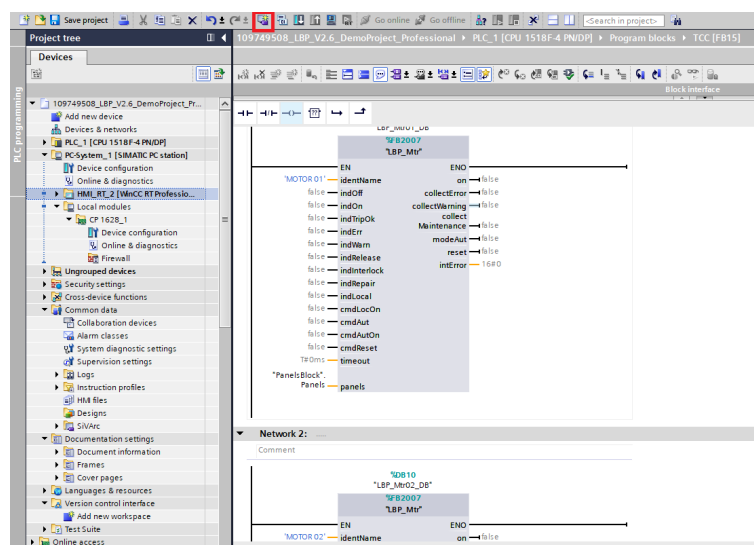 Save project
Go online
Go offline
<Search in project>
Project tree
109749508_LBP_V2.6_DemoProject_Professional
PLC_1 [CPU 1518F-4 PN/DP]
Program blocks
TCC [FB15]
Devices
Block interface
PLC programming
109749508_LBP_V2.6_DemoProject_Pr...
Add new device
Devices & networks
PLC_1 [CPU 1518F-4 PN/DP]
PC-System_1 [SIMATIC PC station]
Device configuration
Online & diagnostics
HMI_RT_2 [WinCC RT Professio...
Local modules
CP 1628_1
Device configuration
Online & diagnostics
Firewall
Ungrouped devices
Security settings
Cross-device functions
Common data
Collaboration devices
Alarm classes
System diagnostic settings
Supervision settings
Logs
Instruction profiles
HMI files
Designs
SiVArc
Documentation settings
Document information
Frames
Cover pages
Languages & resources
Version control interface
Add new workspace
Test Suite
Online access
LBP_Mtr01_DB
%FB2007
"LBP_Mtr"
EN ENO
'MOTOR 01' identName on false
false indOff collectError false
false indOn collectWarning false
false indTripOk collect Maintenance false
false indErr modeAut false
false indWarn reset false
false indRelease intError 16#0
false indInterlock
false indRepair
false indLocal
false cmdLocOn
false cmdAut
false cmdAutOn
false cmdReset
T#0ms timeout
"PanelsBlock".
Panels panels
Network 2: ....
Comment
%DB10
"LBP_Mtr02_DB"
%FB2007
"LBP_Mtr"
EN ENO
'MOTOR 02' identName on false